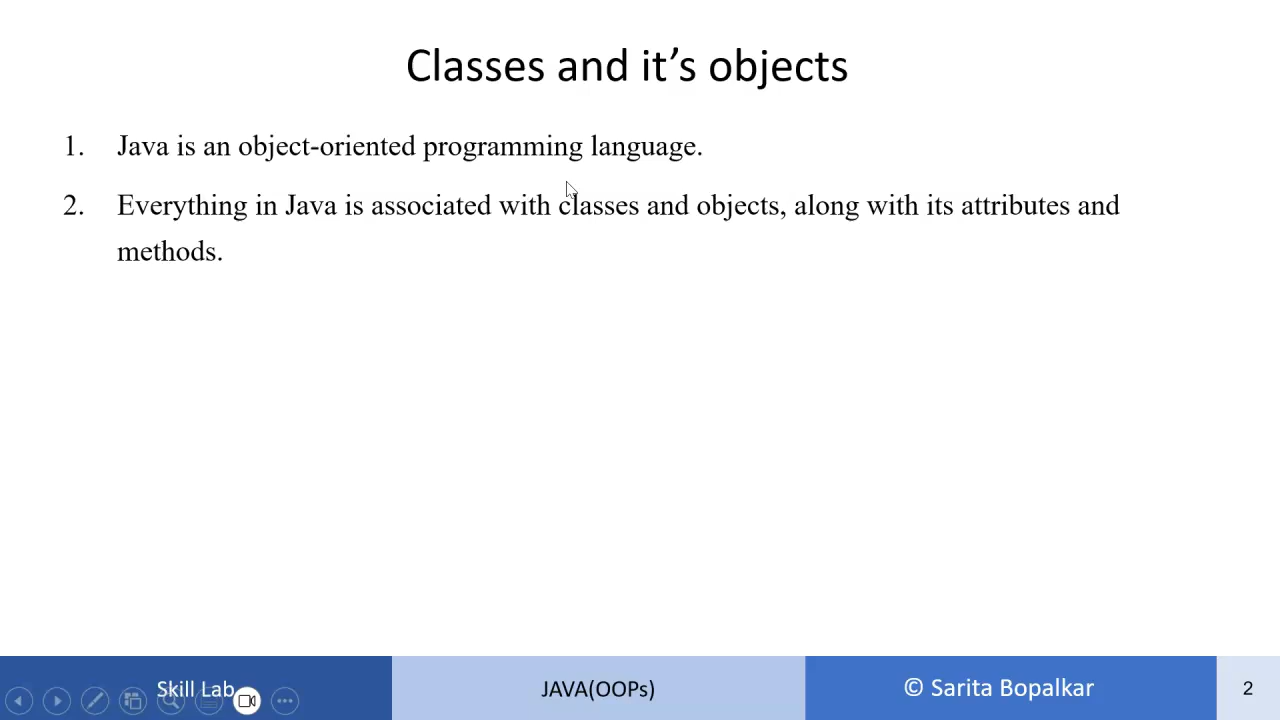 Classes and it’s objects
1. Java is an object-oriented programming language.
2. Everything in Java is associated with classes and objects, along with its attributes and
methods.
Skill Lab
JAVA(OOPs)
© Sarita Bopalkar
2